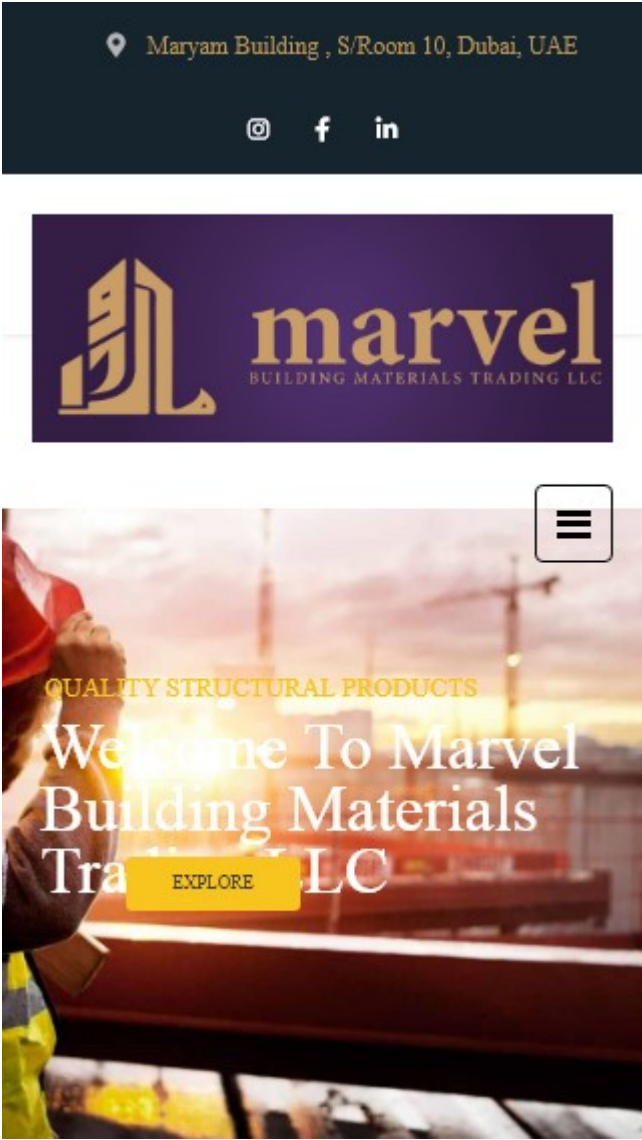 Maryam Building , S/Room 10, Dubai, UAE
marvel
BUILDING MATERIALS TRADING LLC
QUALITY STRUCTURAL PRODUCTS
Welcome To Marvel
Building Materials
Trading LLC
EXPLORE